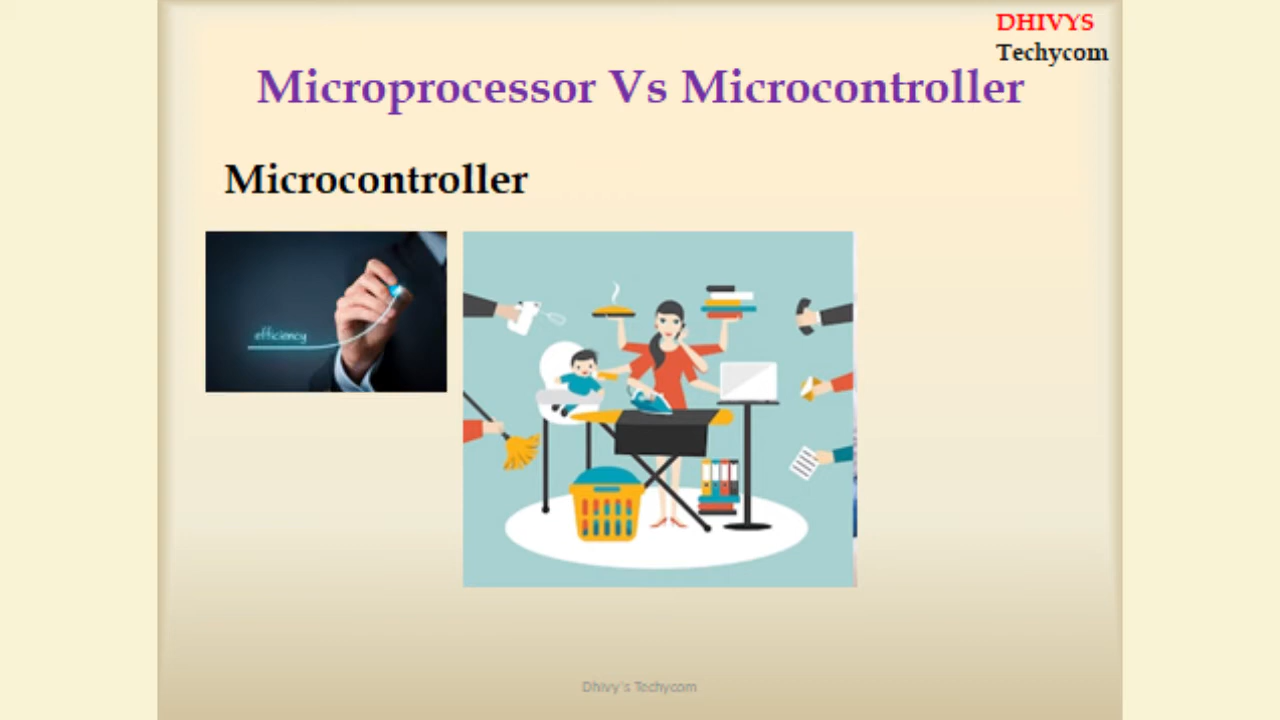 DHIVYS
Techycom
Microprocessor Vs Microcontroller
Microcontroller
efficiency
Dhivy's Techycom